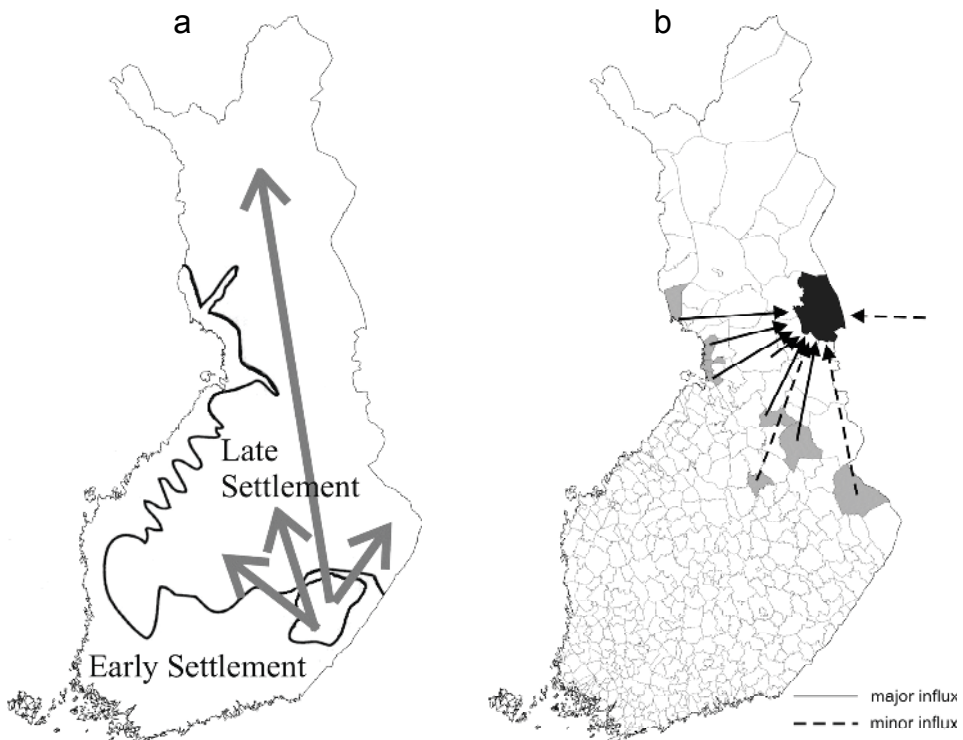 a
b
Late
Settlement
Early Settlement
major influx
minor influx